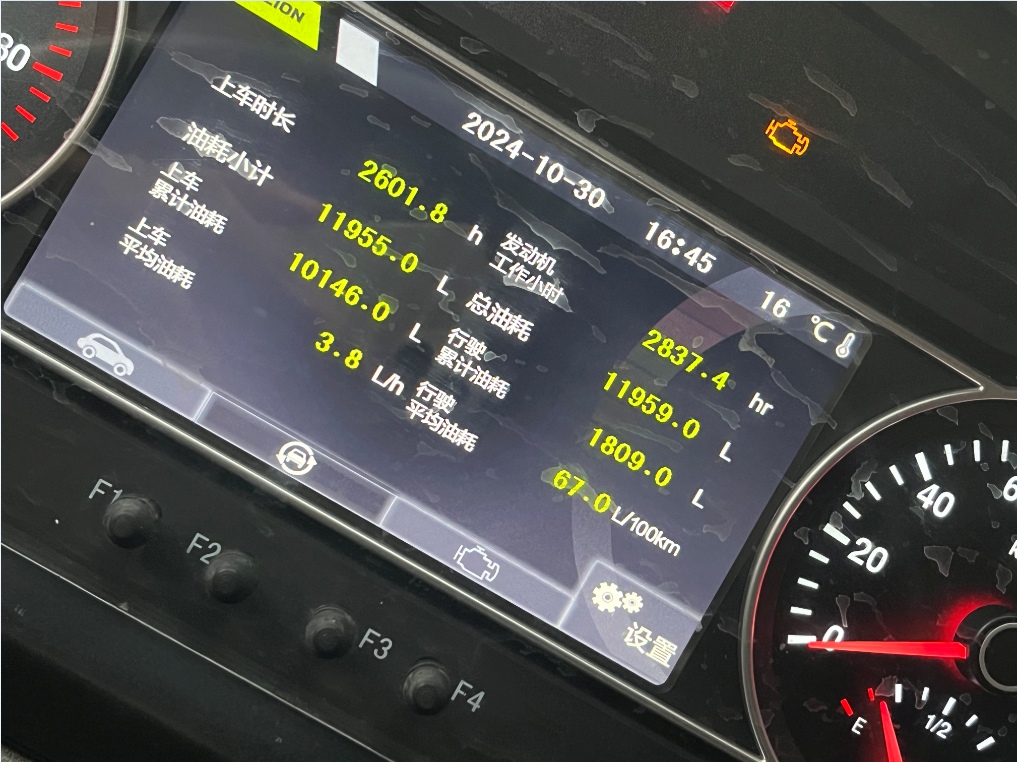 ZION
80
2024-10-30 16:45 16 ℃
上车时长 2601.8 h
发动机
工作小时 2837.4 hr
油耗小计 11955.0 L
总油耗 11959.0 L
上车
累计油耗 10146.0 L
行驶
累计油耗 1809.0 L
上车
平均油耗 3.8 L/h
行驶
平均油耗 67.0 L/100km
设置
F1
F2
F3
F4
0
20
40
E
1/2